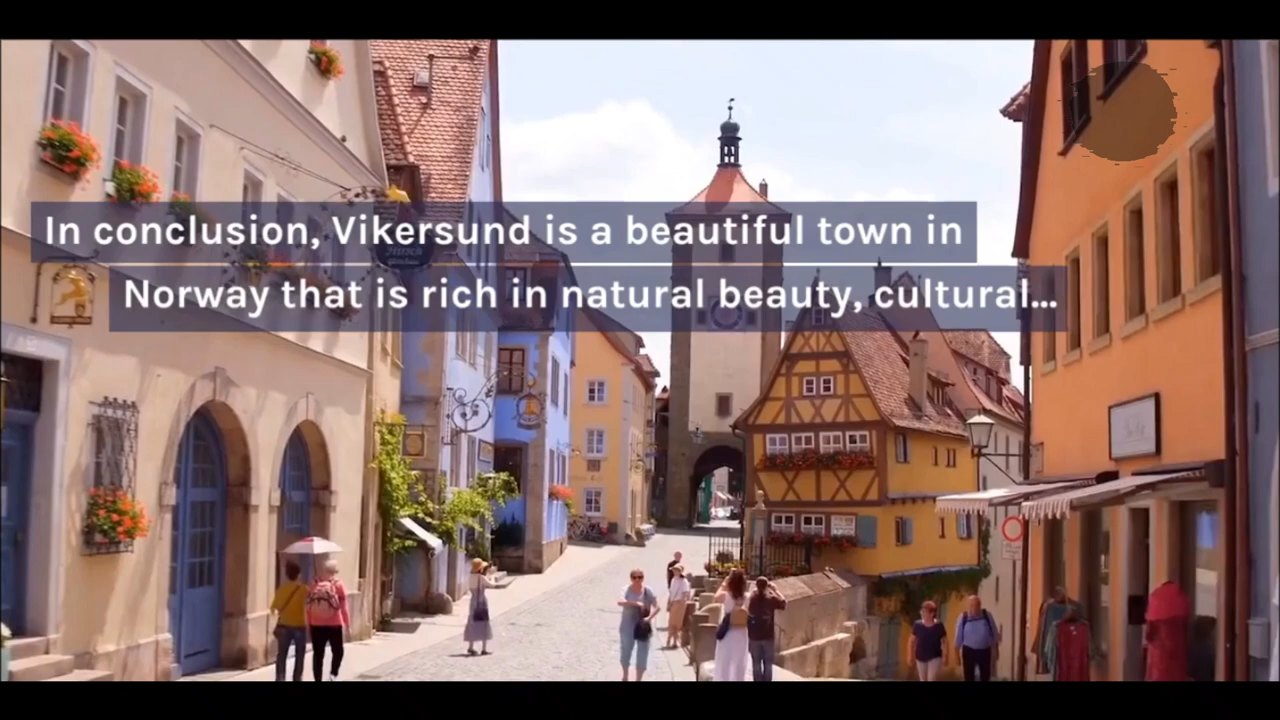 In conclusion, Vikersund is a beautiful town in
Norway that is rich in natural beauty, cultural...